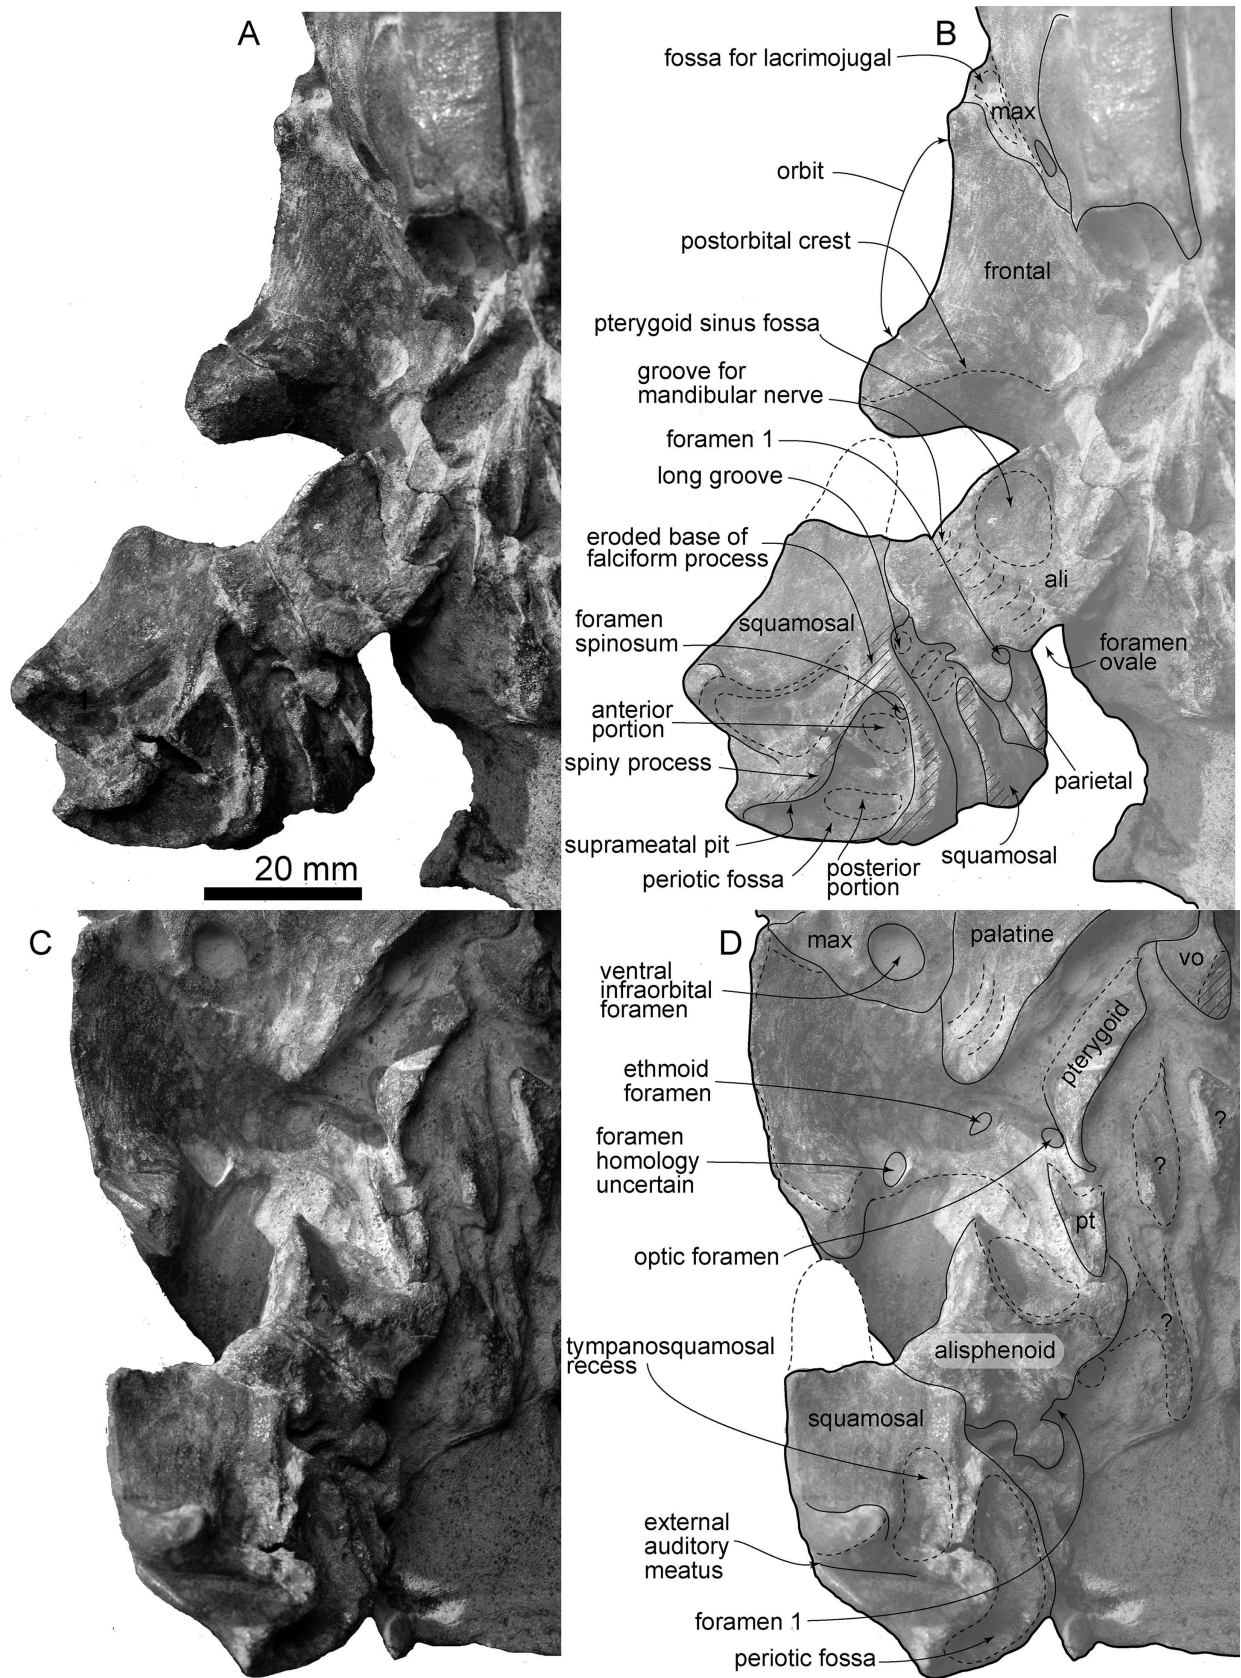 A
B
fossa for lacrimojugal
max
orbit
postorbital crest
frontal
pterygoid sinus fossa
groove for
mandibular nerve
foramen 1
long groove
eroded base of
falciform process
ali
foramen
spinosum
squamosal
foramen
ovale
anterior
portion
spiny process
parietal
suprameatal pit
squamosal
periotic fossa
posterior
portion
20 mm
C
D
max
palatine
vo
ventral
infraorbital
foramen
pterygoid
ethmoid
foramen
?
foramen
homology
uncertain
?
pt
optic foramen
?
tympanosquamosal
recess
alisphenoid
squamosal
external
auditory
meatus
foramen 1
periotic fossa